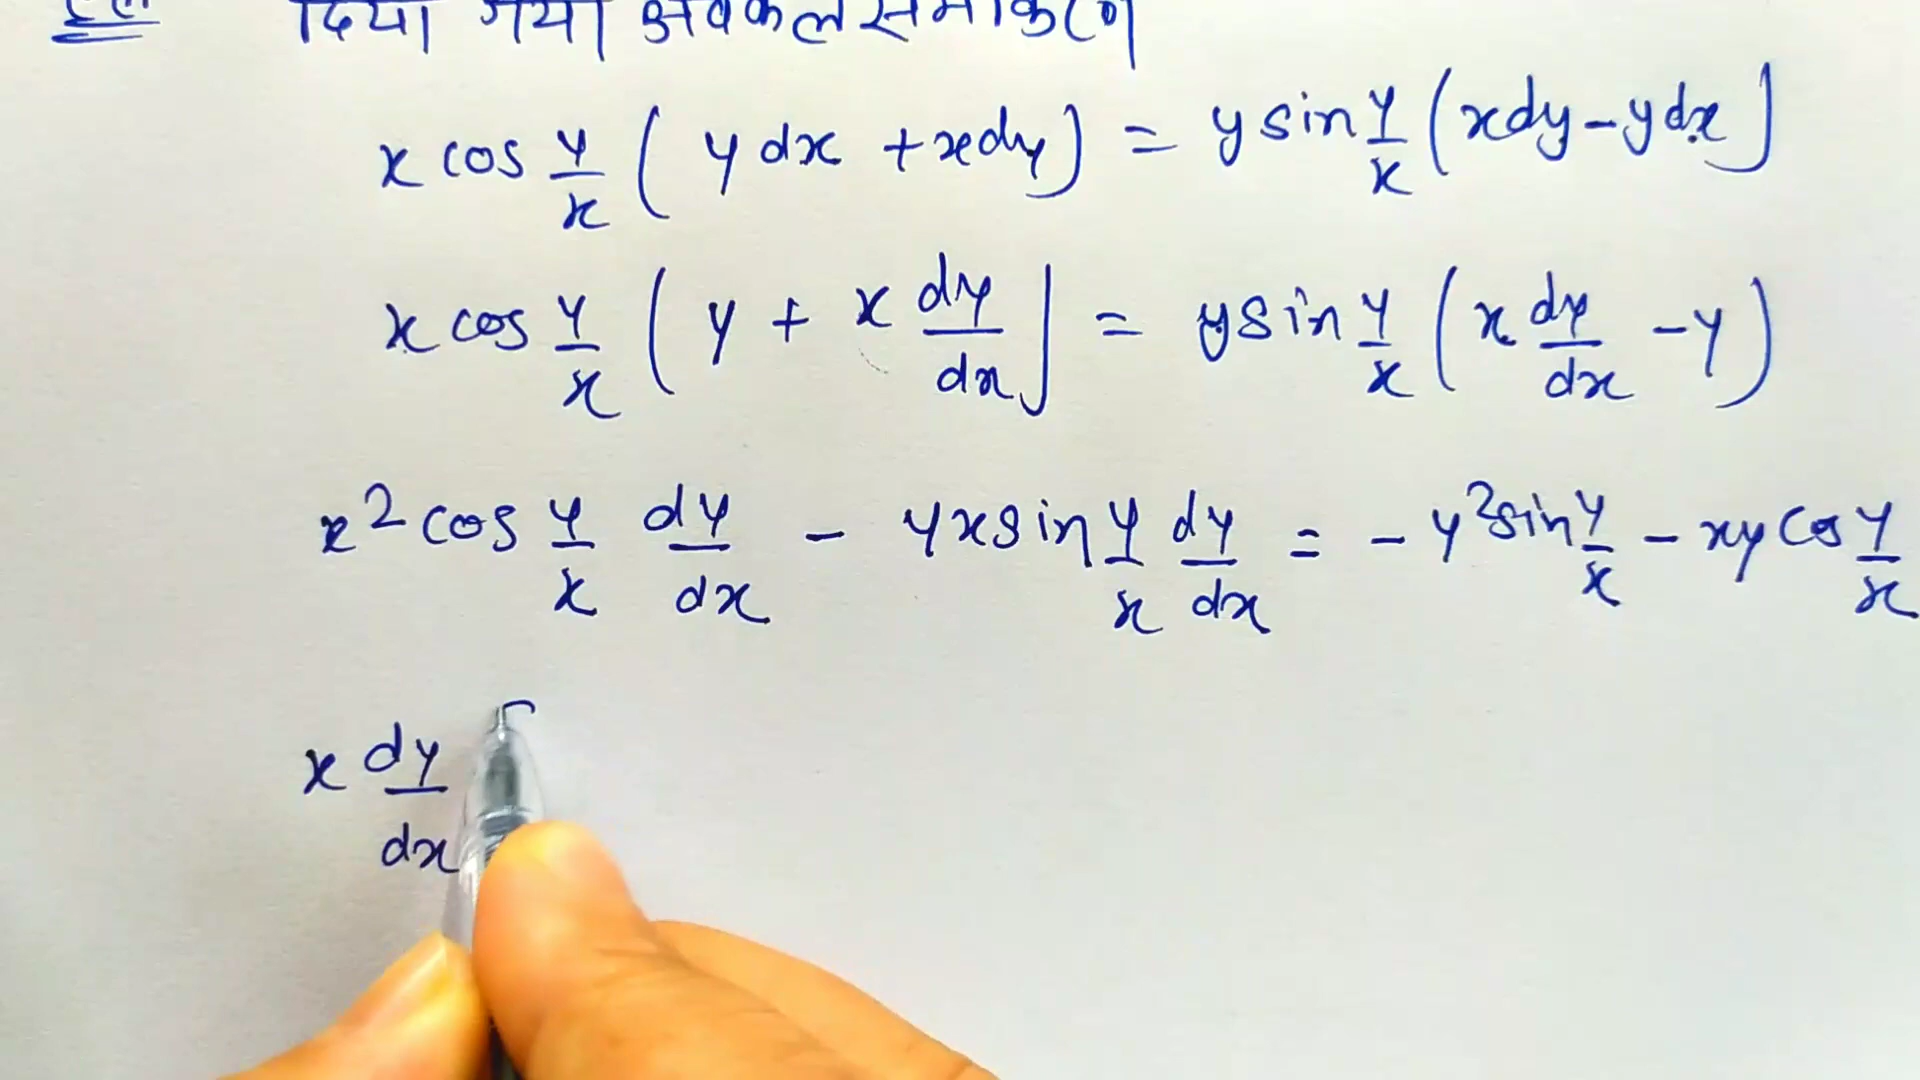 हल दिया गया अवकल समीकरण
x cos y/x ( y dx + x dy ) = y sin y/x ( x dy - y dx )
x cos y/x ( y + x dy/dx ) = y sin y/x ( x dy/dx - y )
x² cos y/x dy/dx - yx sin y/x dy/dx = - y² sin y/x - xy cos y/x
x dy/dx